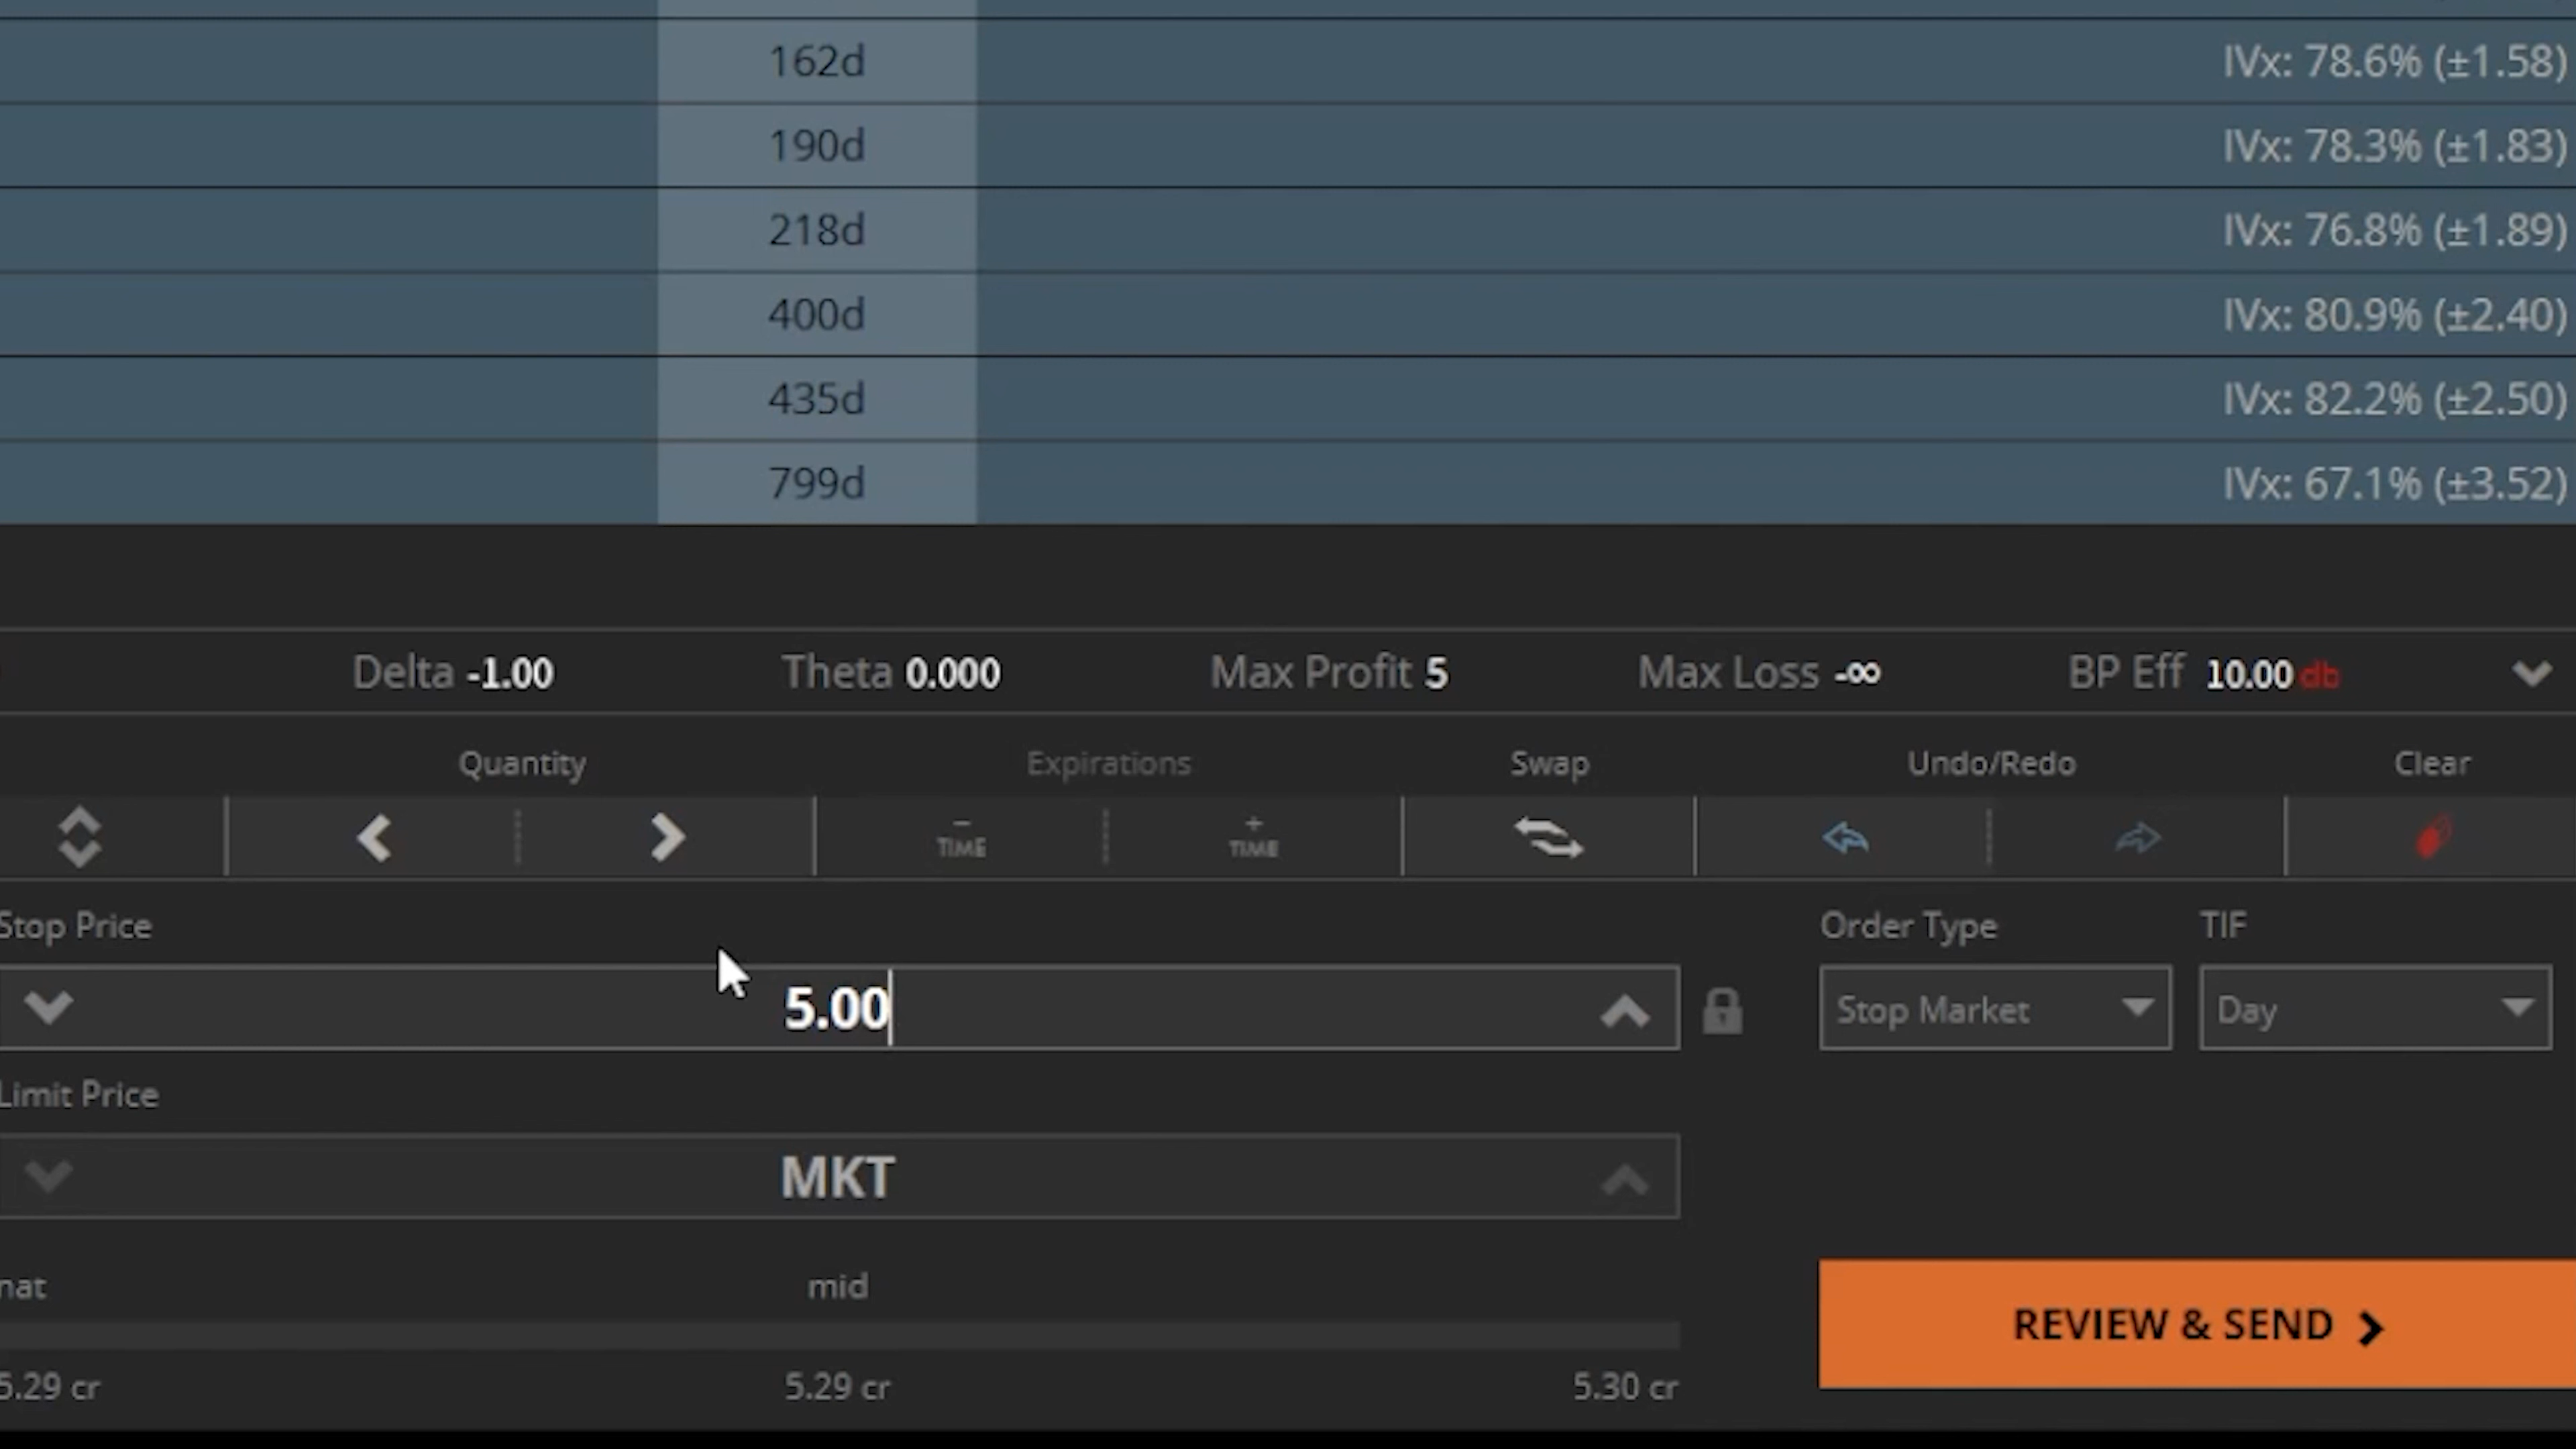 162d IVx: 78.6% (±1.58)
190d IVx: 78.3% (±1.83)
218d IVx: 76.8% (±1.89)
400d IVx: 80.9% (±2.40)
435d IVx: 82.2% (±2.50)
799d IVx: 67.1% (±3.52)
Delta -1.00 Theta 0.000 Max Profit 5 Max Loss -∞ BP Eff 10.00 db
Quantity Expirations Swap Undo/Redo Clear
− TIME + TIME
Stop Price Order Type TIF
5.00 Stop Market Day
Limit Price
MKT
nat mid
REVIEW & SEND
5.29 cr 5.29 cr 5.30 cr